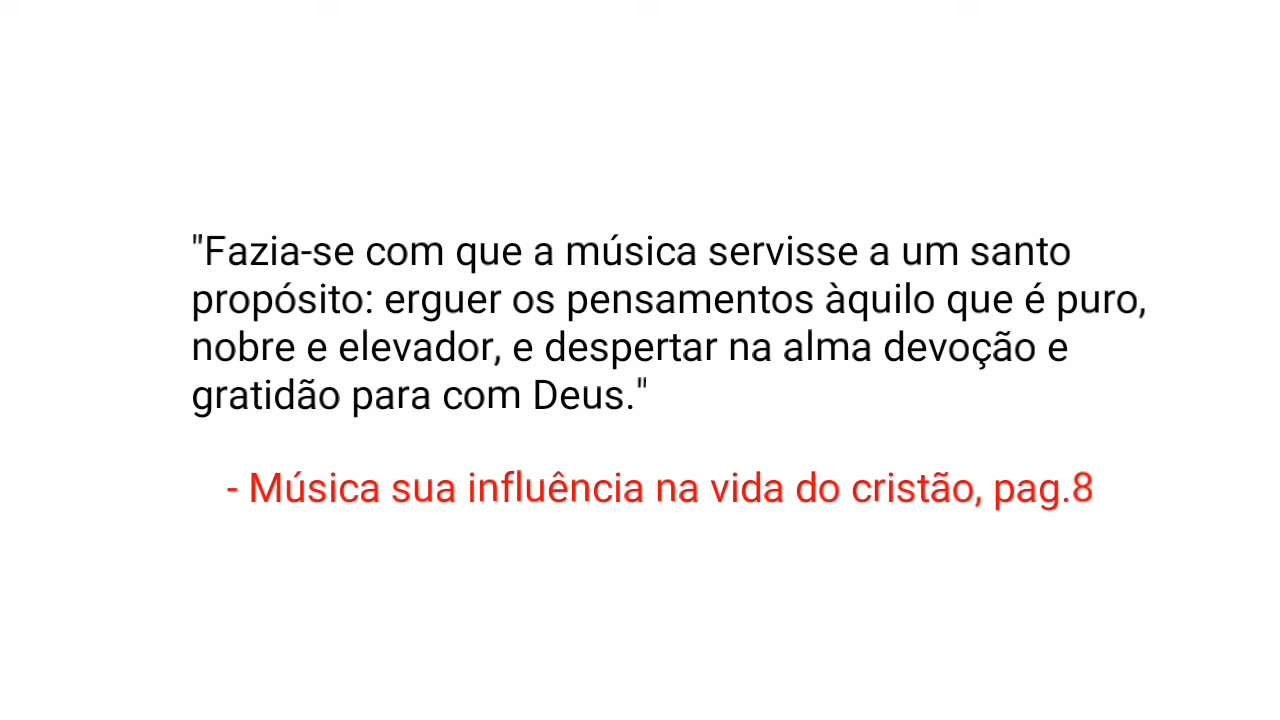 "Fazia-se com que a música servisse a um santo
propósito: erguer os pensamentos àquilo que é puro,
nobre e elevador, e despertar na alma devoção e
gratidão para com Deus."
- Música sua influência na vida do cristão, pag.8